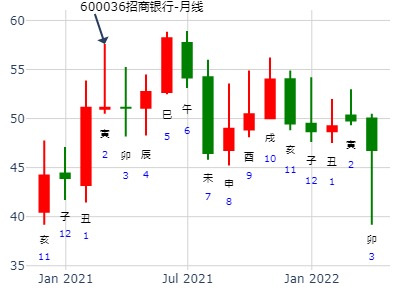 600036招商银行-月线
60
55
50
45
40
35
亥
11
子
12
丑
1
寅
2
卯
3
辰
4
巳
5
午
6
未
7
申
8
酉
9
戌
10
亥
11
子
12
丑
1
寅
2
卯
3
Jan 2021
Jul 2021
Jan 2022